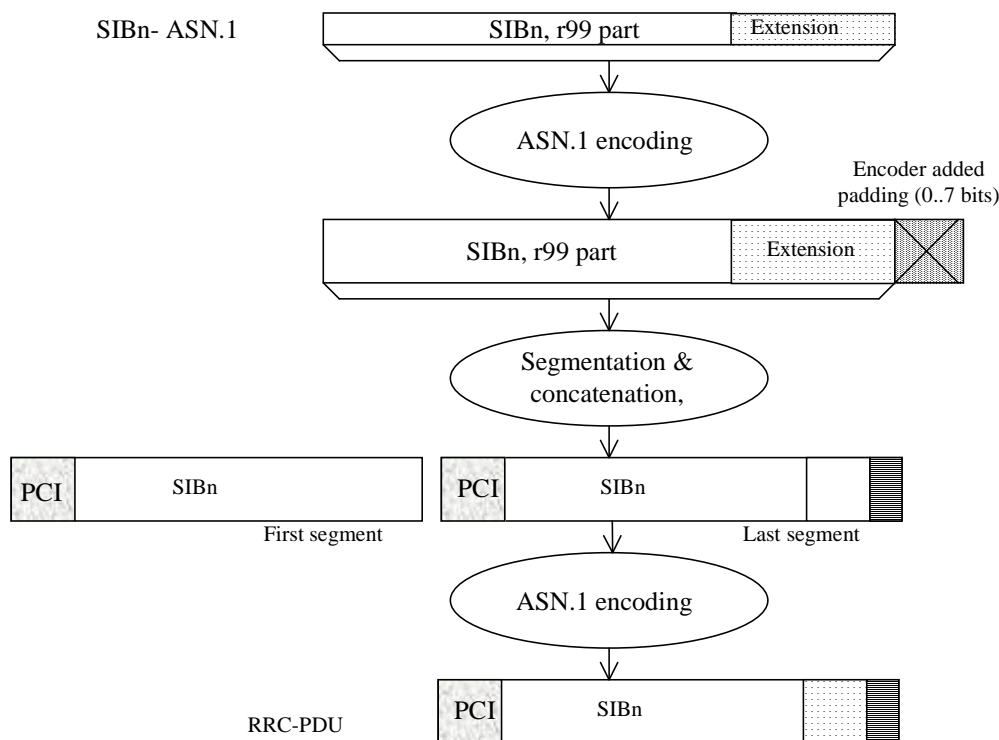 SIBn- ASN.1
SIBn, r99 part
Extension
ASN.1 encoding
Encoder added
padding (0..7 bits)
SIBn, r99 part
Extension
Segmentation &
concatenation,
PCI
SIBn
PCI
SIBn
First segment
Last segment
ASN.1 encoding
PCI
SIBn
RRC-PDU